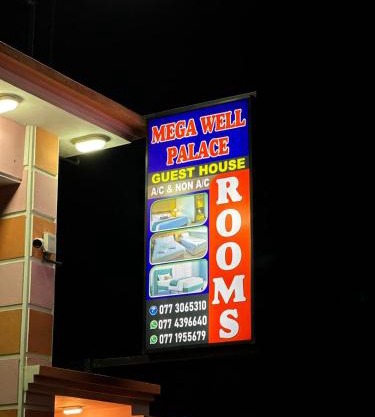 MEGA WELL
PALACE
GUEST HOUSE
A/C & NON A/C
ROOMS
077 3065310
077 4396640
077 1955679